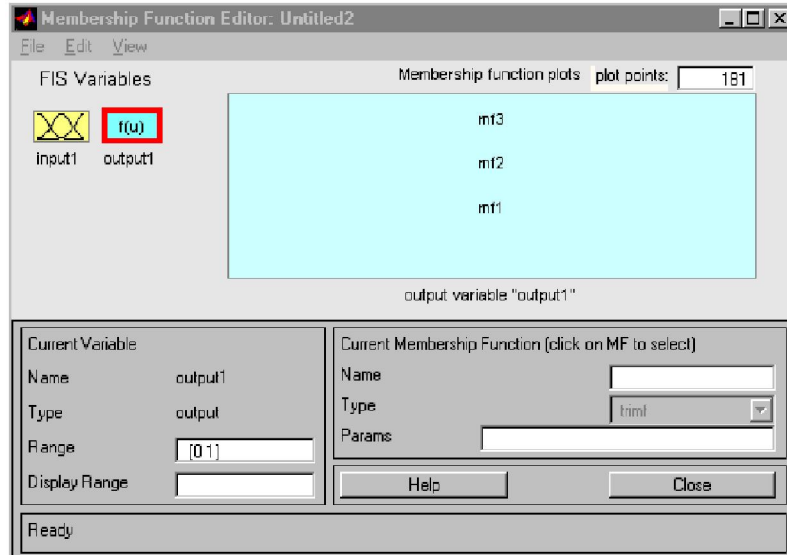 Membership Function Editor: Untitled2
File Edit View
FIS Variables
Membership function plots plot points: 181
f(u)
input1 output1
mf3
mf2
mf1
output variable "output1"
Current Variable
Name output1
Type output
Range [0 1]
Display Range
Current Membership Function (click on MF to select)
Name
Type trimf
Params
Help Close
Ready